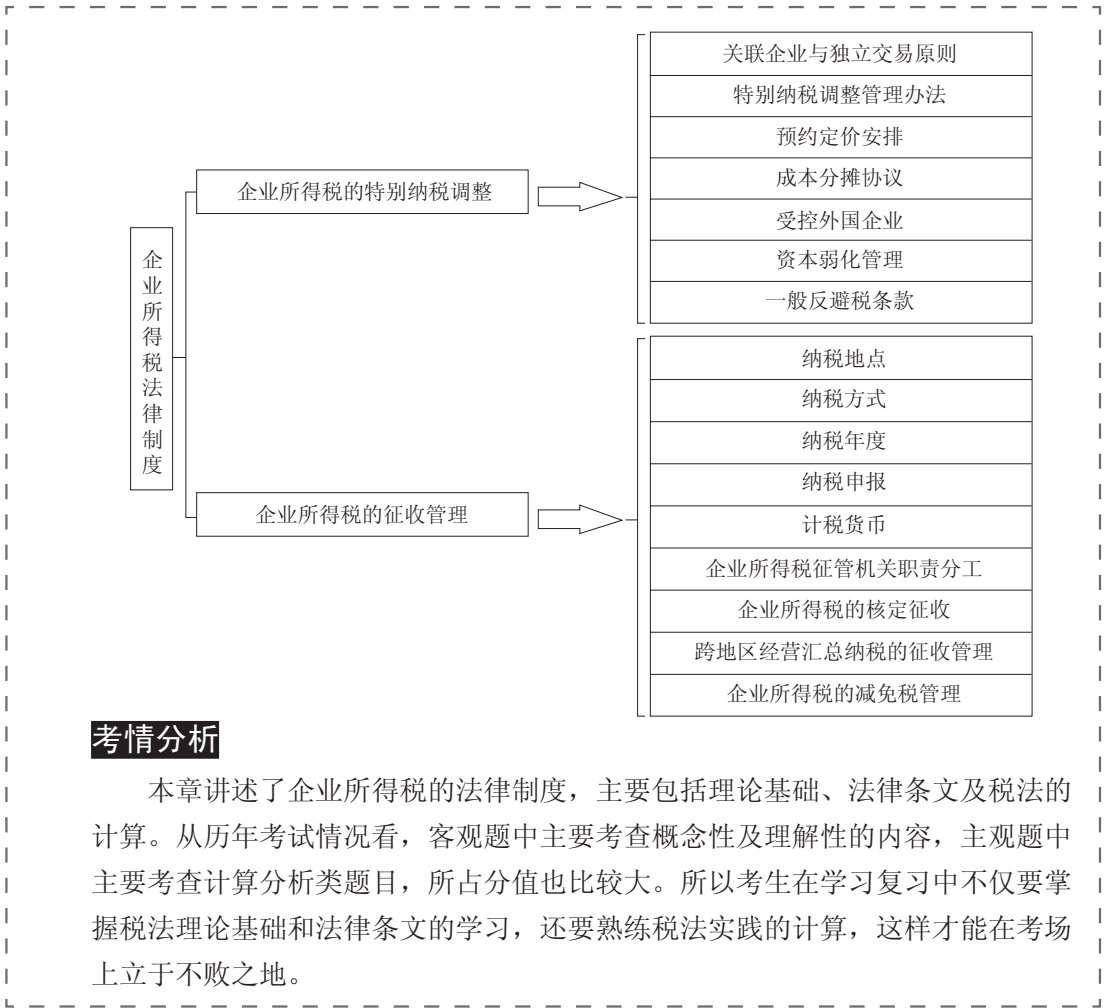 关联企业与独立交易原则
特别纳税调整管理办法
预约定价安排
成本分摊协议
受控外国企业
资本弱化管理
一般反避税条款
企业所得税的特别纳税调整
企业所得税法律制度
纳税地点
纳税方式
纳税年度
纳税申报
计税货币
企业所得税征管机关职责分工
企业所得税的核定征收
跨地区经营汇总纳税的征收管理
企业所得税的减免税管理
企业所得税的征收管理
考情分析
本章讲述了企业所得税的法律制度，主要包括理论基础、法律条文及税法的
计算。从历年考试情况看，客观题中主要考查概念性及理解性的内容，主观题中
主要考查计算分析类题目，所占分值也比较大。所以考生在学习复习中不仅要掌
握税法理论基础和法律条文的学习，还要熟练税法实践的计算，这样才能在考场
上立于不败之地。